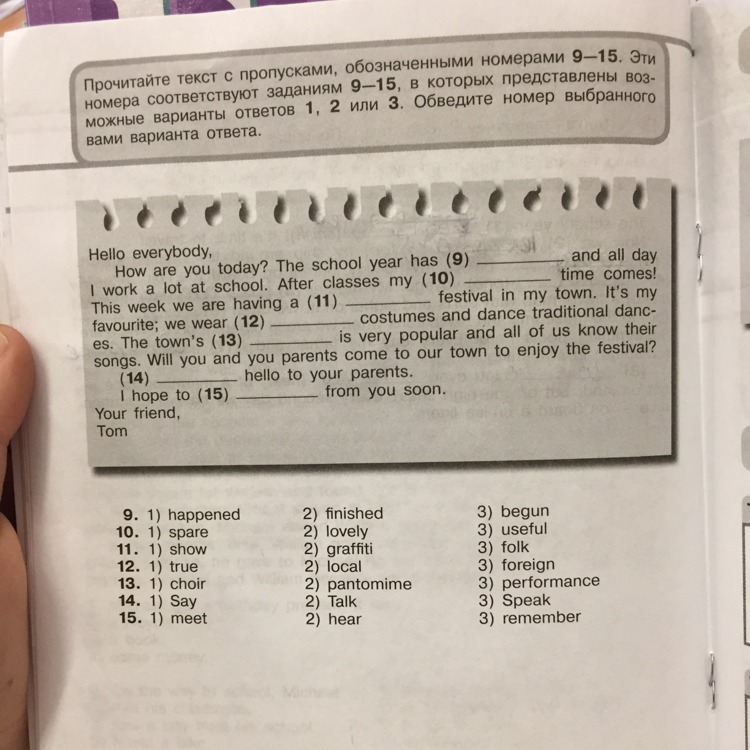 Прочитайте текст с пропусками, обозначенными номерами 9—15. Эти
номера соответствуют заданиям 9—15, в которых представлены воз-
можные варианты ответов 1, 2 или 3. Обведите номер выбранного
вами варианта ответа.
Hello everybody,
How are you today? The school year has (9) ________ and all day
I work a lot at school. After classes my (10) ________ time comes!
This week we are having a (11) ________ festival in my town. It's my
favourite; we wear (12) ________ costumes and dance traditional danc-
es. The town's (13) ________ is very popular and all of us know their
songs. Will you and you parents come to our town to enjoy the festival?
(14) ________ hello to your parents.
I hope to (15) ________ from you soon.
Your friend,
Tom
9. 1) happened 2) finished 3) begun
10. 1) spare 2) lovely 3) useful
11. 1) show 2) graffiti 3) folk
12. 1) true 2) local 3) foreign
13. 1) choir 2) pantomime 3) performance
14. 1) Say 2) Talk 3) Speak
15. 1) meet 2) hear 3) remember